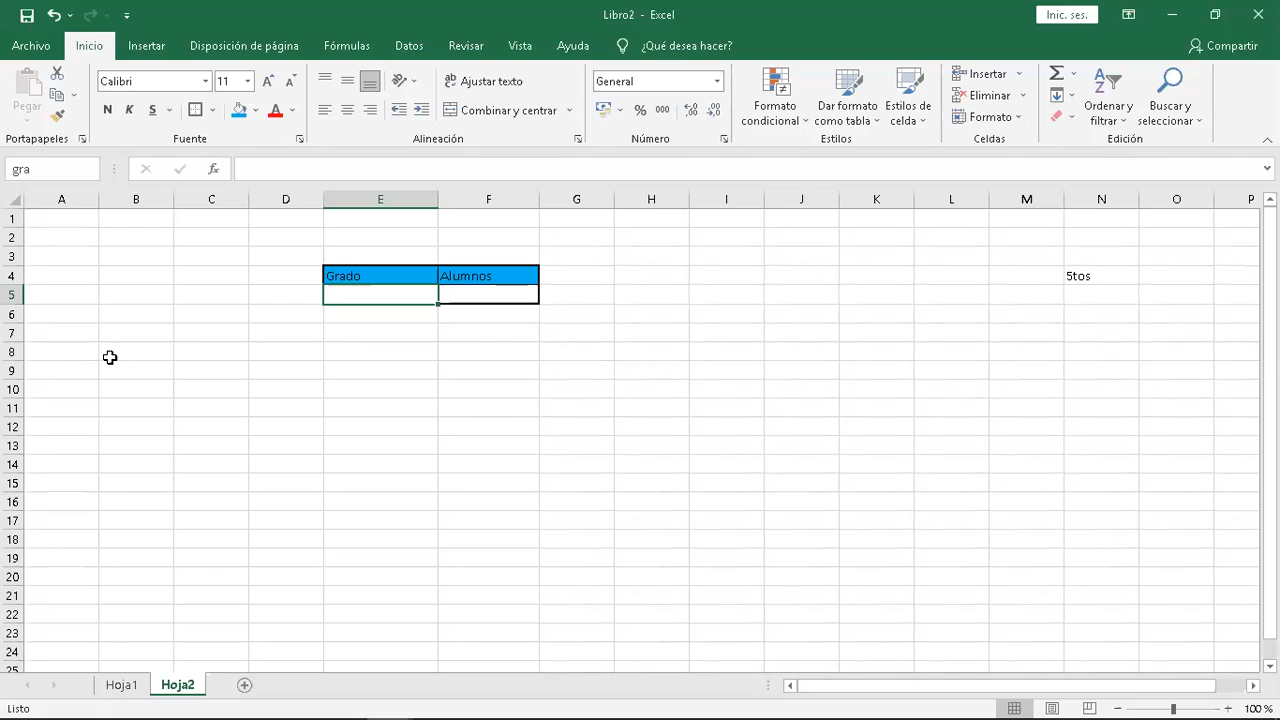 Libro2 - Excel
Inic. ses.
Archivo Inicio Insertar Disposición de página Fórmulas Datos Revisar Vista Ayuda ¿Qué desea hacer? Compartir
Pegar
Calibri 11
Ajustar texto
General
Formato condicional
Dar formato como tabla
Estilos de celda
Insertar
Eliminar
Formato
Ordenar y filtrar
Buscar y seleccionar
N K S
Combinar y centrar
% 000
Portapapeles Fuente Alineación Número Estilos Celdas Edición
gra fx
A B C D E F G H I J K L M N O P
1
2
3
4 Grado Alumnos 5tos
5
6
7
8
9
10
11
12
13
14
15
16
17
18
19
20
21
22
23
24
25
Hoja1 Hoja2
Listo 100 %